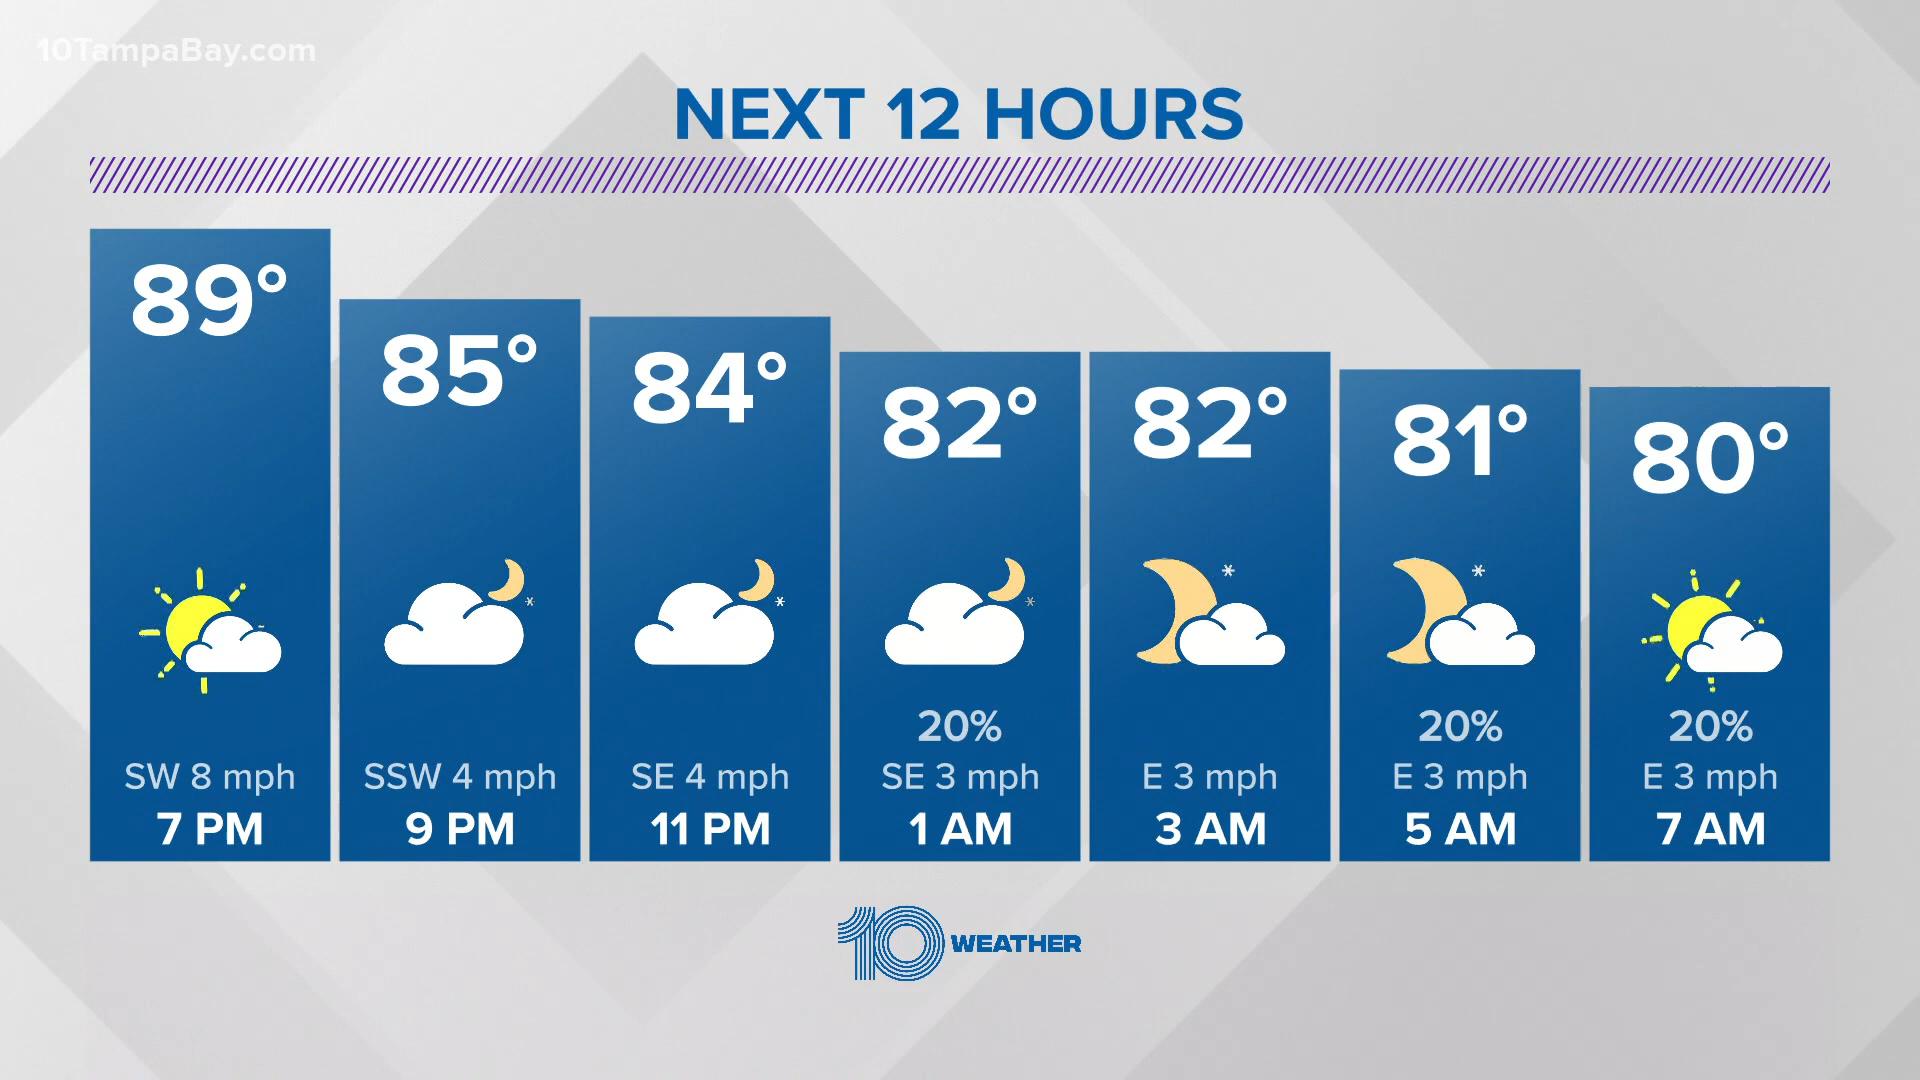 10TampaBay.com
NEXT 12 HOURS
89°
SW 8 mph
7 PM
85°
SSW 4 mph
9 PM
84°
SE 4 mph
11 PM
82°
20%
SE 3 mph
1 AM
82°
E 3 mph
3 AM
81°
20%
E 3 mph
5 AM
80°
20%
E 3 mph
7 AM
10 WEATHER